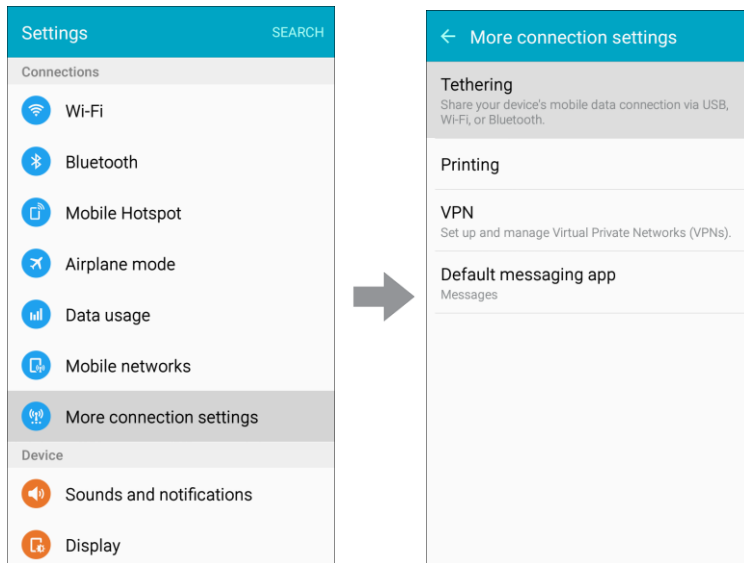 Settings
SEARCH
Connections
Wi-Fi
Bluetooth
Mobile Hotspot
Airplane mode
Data usage
Mobile networks
More connection settings
Device
Sounds and notifications
Display
More connection settings
Tethering
Share your device's mobile data connection via USB,
Wi-Fi, or Bluetooth.
Printing
VPN
Set up and manage Virtual Private Networks (VPNs).
Default messaging app
Messages